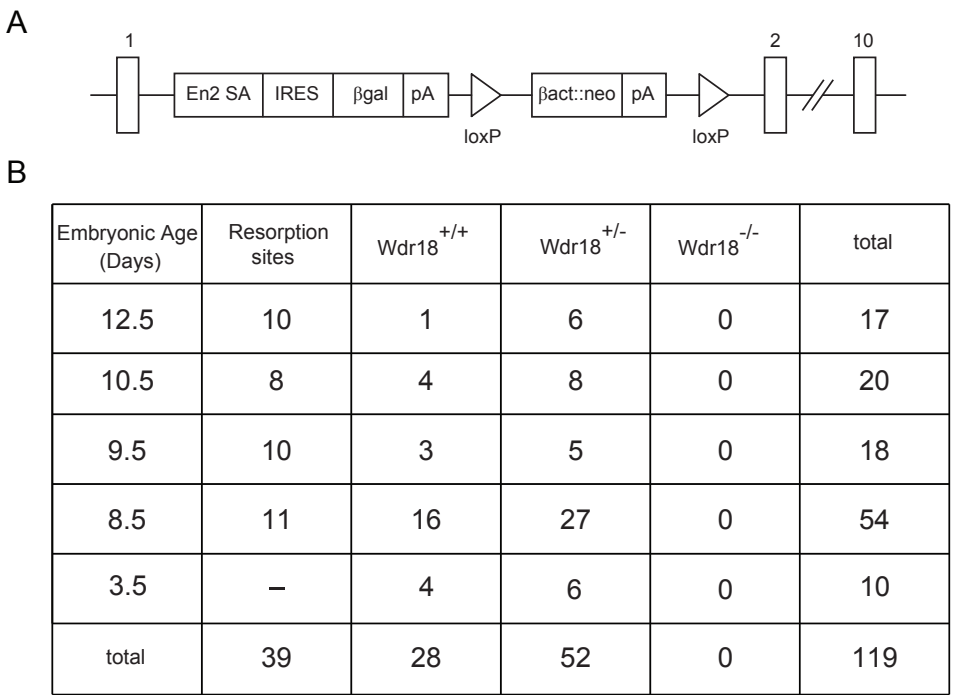 A
1 2 10
En2 SA IRES βgal pA βact::neo pA
loxP loxP
B
Embryonic Age (Days) Resorption sites Wdr18+/+ Wdr18+/- Wdr18-/- total
12.5 10 1 6 0 17
10.5 8 4 8 0 20
9.5 10 3 5 0 18
8.5 11 16 27 0 54
3.5 – 4 6 0 10
total 39 28 52 0 119